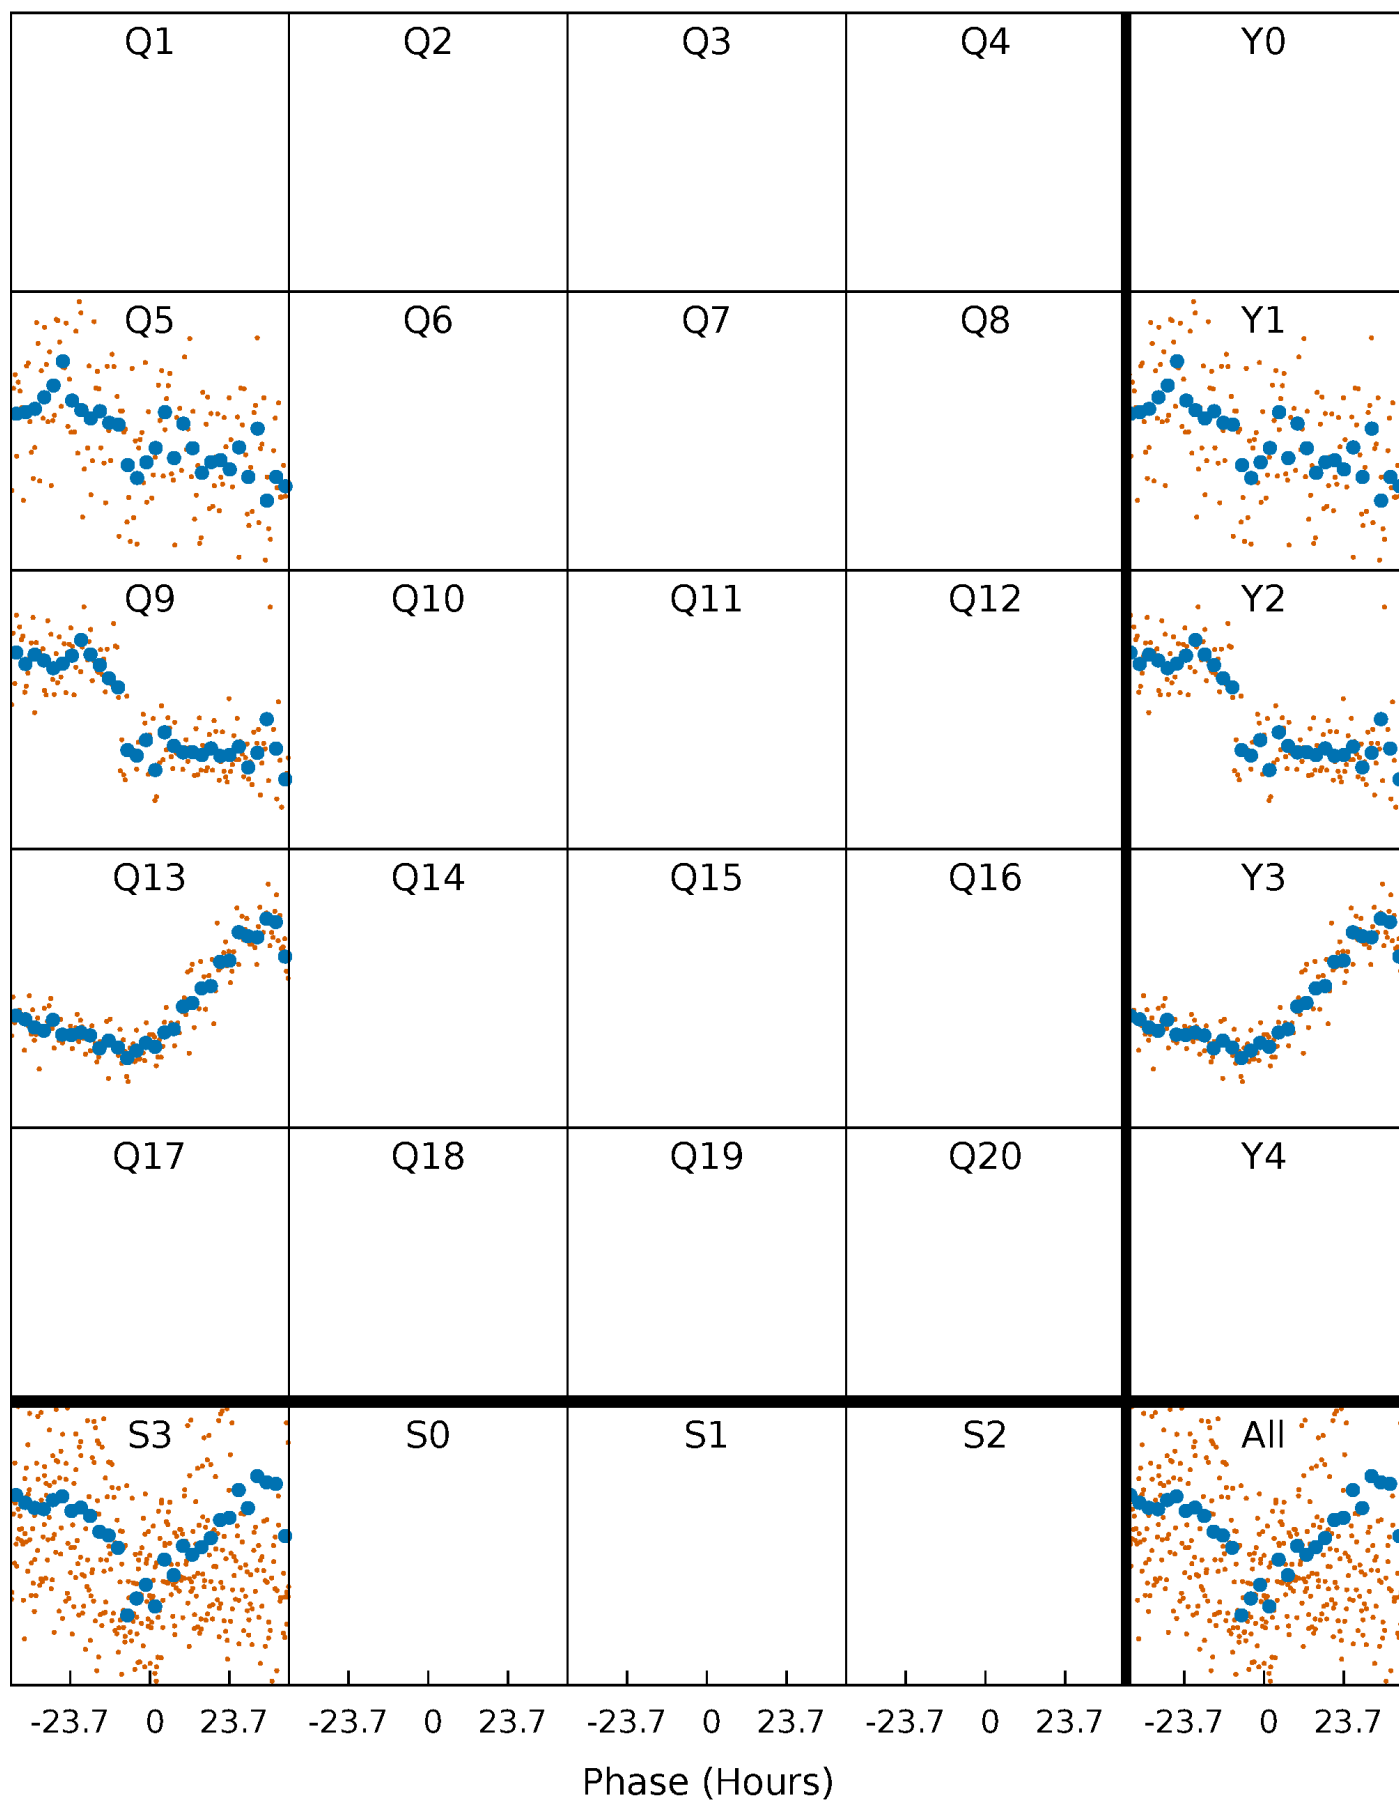 Q1 Q2 Q3 Q4 Y0
Q5 Q6 Q7 Q8 Y1
Q9 Q10 Q11 Q12 Y2
Q13 Q14 Q15 Q16 Y3
Q17 Q18 Q19 Q20 Y4
S3 S0 S1 S2 All
-23.7 0 23.7 -23.7 0 23.7 -23.7 0 23.7 -23.7 0 23.7 -23.7 0 23.7
Phase (Hours)